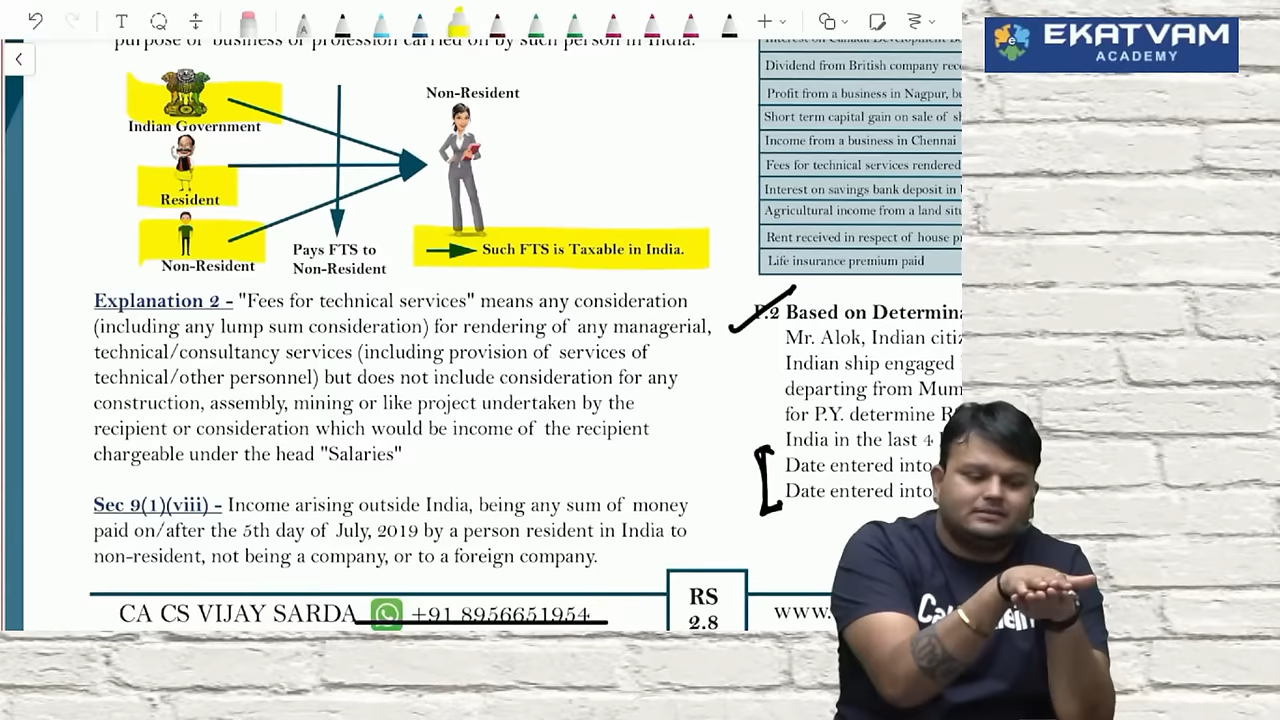 purpose of business or profession carried on by such person in India.
Indian Government
Resident
Non-Resident
Non-Resident
Pays FTS to
Non-Resident
Such FTS is Taxable in India.
Explanation 2 - "Fees for technical services" means any consideration
(including any lump sum consideration) for rendering of any managerial,
technical/consultancy services (including provision of services of
technical/other personnel) but does not include consideration for any
construction, assembly, mining or like project undertaken by the
recipient or consideration which would be income of the recipient
chargeable under the head "Salaries"
Sec 9(1)(viii) - Income arising outside India, being any sum of money
paid on/after the 5th day of July, 2019 by a person resident in India to
non-resident, not being a company, or to a foreign company.
CA CS VIJAY SARDA +91 8956651954
RS
2.8
www.
Dividend from British company rec
Profit from a business in Nagpur, b
Short term capital gain on sale of s
Income from a business in Chennai
Fees for technical services rendered
Interest on savings bank deposit in
Agricultural income from a land situ
Rent received in respect of house p
Life insurance premium paid
P.2 Based on Determina
Mr. Alok, Indian citiz
Indian ship engaged
departing from Mum
for P.Y. determine R
India in the last 4
Date entered into
Date entered into
EKATVAM
ACADEMY
T
A